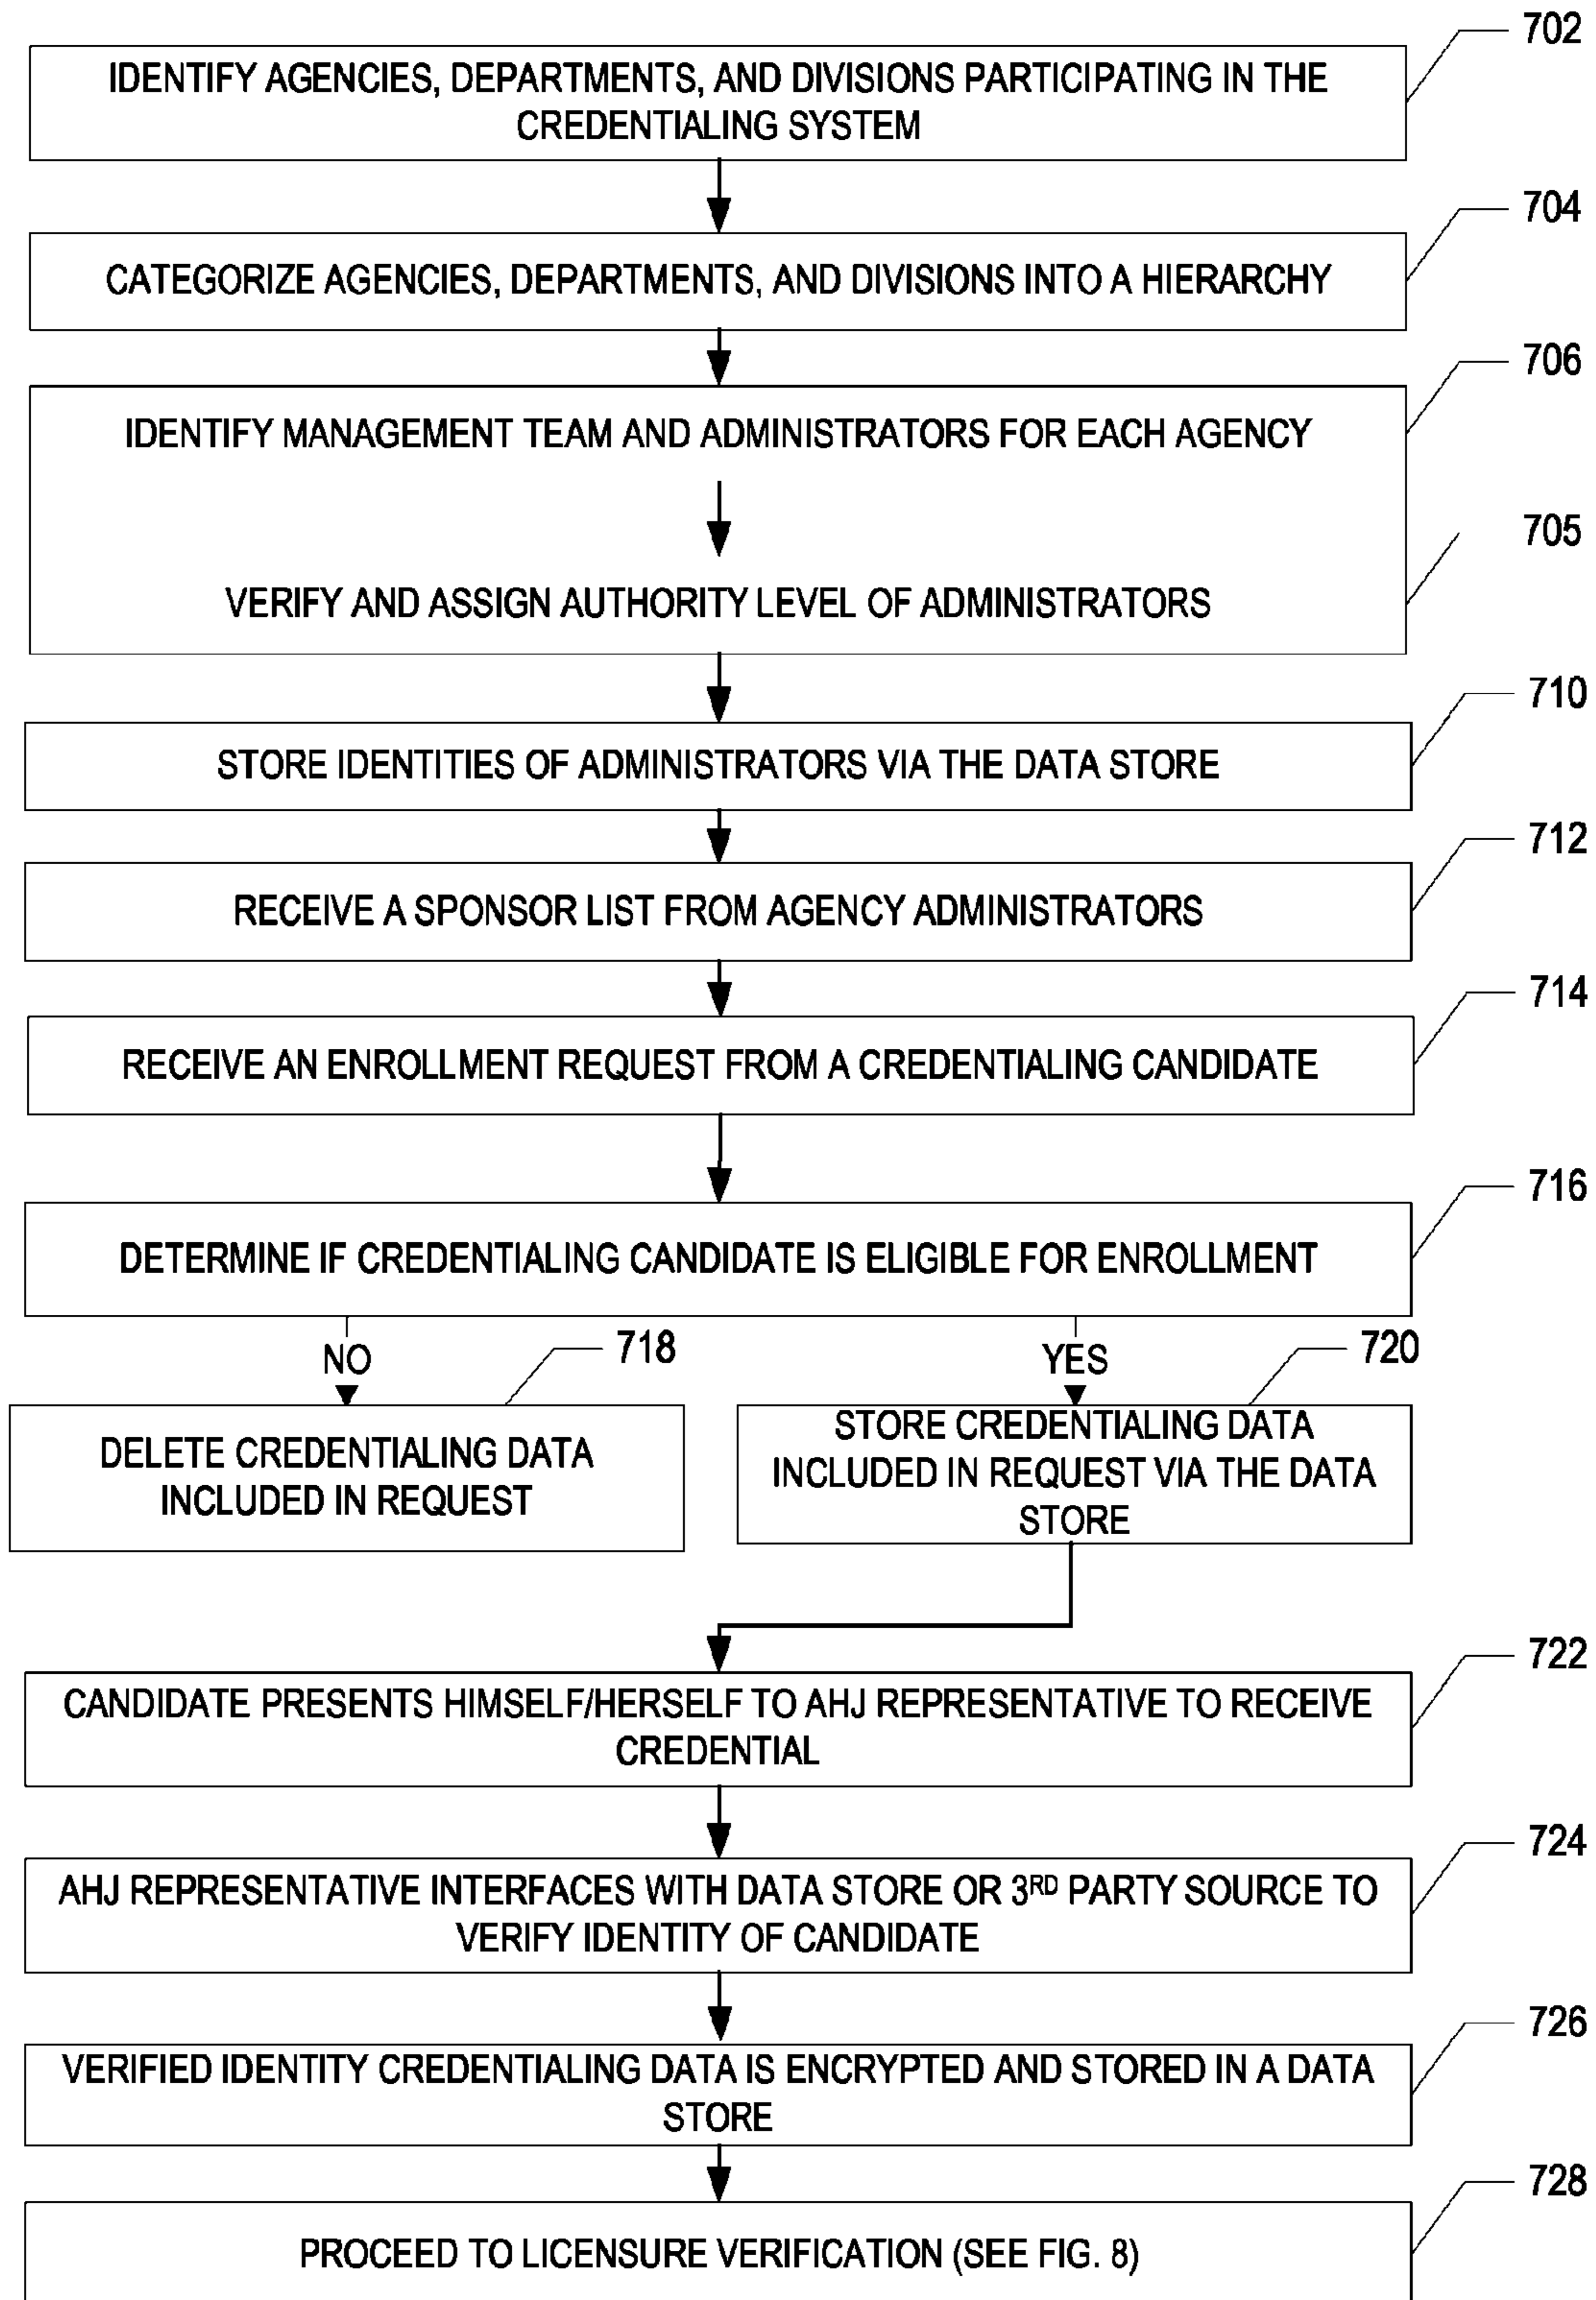 702
IDENTIFY AGENCIES, DEPARTMENTS, AND DIVISIONS PARTICIPATING IN THE
CREDENTIALING SYSTEM
704
CATEGORIZE AGENCIES, DEPARTMENTS, AND DIVISIONS INTO A HIERARCHY
706
IDENTIFY MANAGEMENT TEAM AND ADMINISTRATORS FOR EACH AGENCY
705
VERIFY AND ASSIGN AUTHORITY LEVEL OF ADMINISTRATORS
710
STORE IDENTITIES OF ADMINISTRATORS VIA THE DATA STORE
712
RECEIVE A SPONSOR LIST FROM AGENCY ADMINISTRATORS
714
RECEIVE AN ENROLLMENT REQUEST FROM A CREDENTIALING CANDIDATE
716
DETERMINE IF CREDENTIALING CANDIDATE IS ELIGIBLE FOR ENROLLMENT
NO
718
DELETE CREDENTIALING DATA
INCLUDED IN REQUEST
YES
720
STORE CREDENTIALING DATA
INCLUDED IN REQUEST VIA THE DATA
STORE
722
CANDIDATE PRESENTS HIMSELF/HERSELF TO AHJ REPRESENTATIVE TO RECEIVE
CREDENTIAL
724
AHJ REPRESENTATIVE INTERFACES WITH DATA STORE OR 3RD PARTY SOURCE TO
VERIFY IDENTITY OF CANDIDATE
726
VERIFIED IDENTITY CREDENTIALING DATA IS ENCRYPTED AND STORED IN A DATA
STORE
728
PROCEED TO LICENSURE VERIFICATION (SEE FIG. 8)